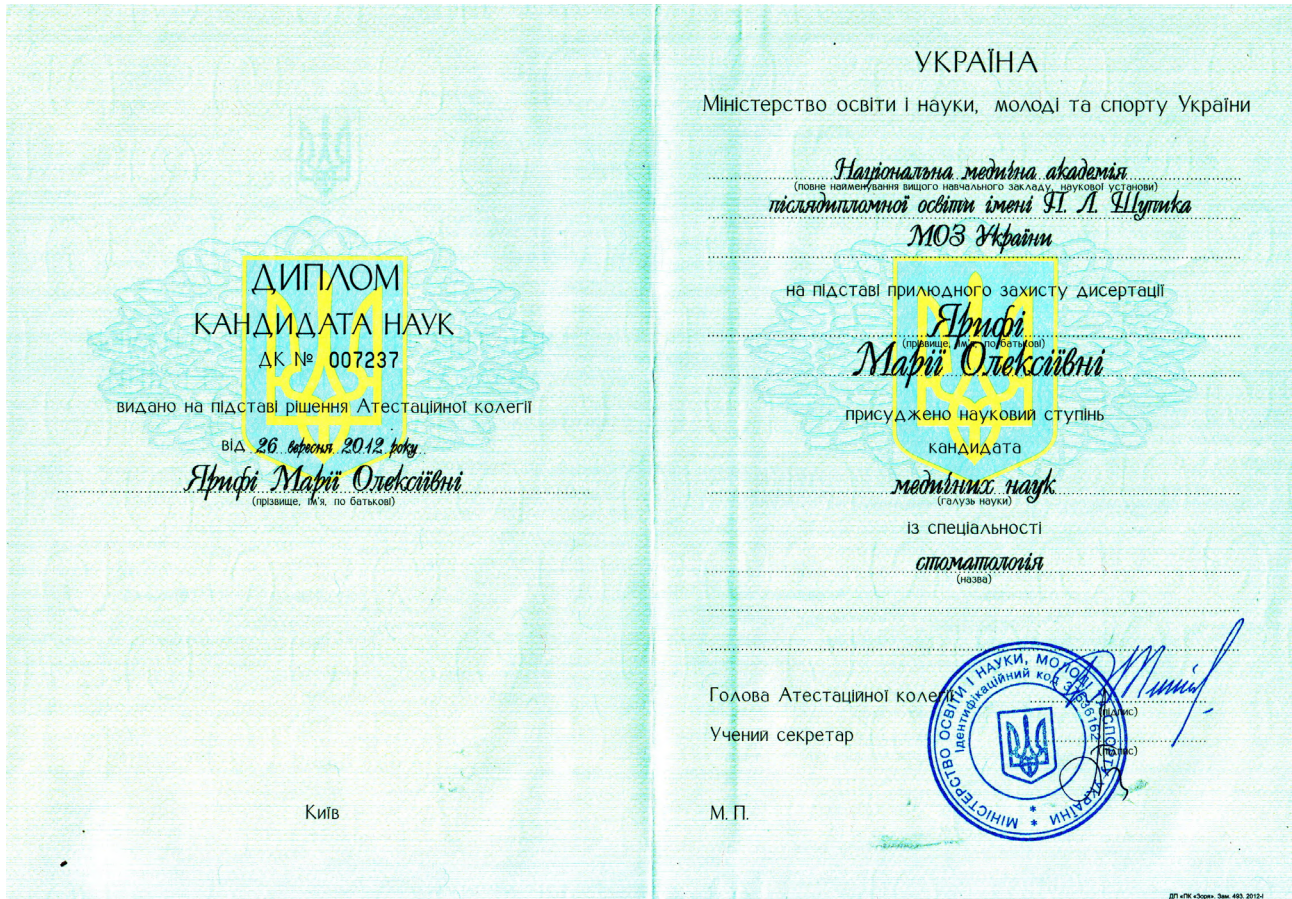 ДИПЛОМ
КАНДИДАТА НАУК
ДК № 007237
видано на підставі рішення Атестаційної колегії
від 26 вересня 2012 року
Ярифі Марії Олексіївні
(прізвище, ім'я, по батькові)
Київ
УКРАЇНА
Міністерство освіти і науки, молоді та спорту України
Національна медична академія
(повне найменування вищого навчального закладу, наукової установи)
післядипломної освіти імені П. Л. Шупика
МОЗ України
на підставі прилюдного захисту дисертації
Ярифі
(прізвище, ім'я, по батькові)
Марії Олексіївні
присуджено науковий ступінь
кандидата
медичних наук
(галузь науки)
із спеціальності
стоматологія
(назва)
Голова Атестаційної колегії
(підпис)
Учений секретар
(підпис)
М. П.
МІНІСТЕРСТВО ОСВІТИ І НАУКИ, МОЛОДІ ТА СПОРТУ УКРАЇНИ
Ідентифікаційний код 37536162
ДП «ПК «Зоря». Зам. 493. 2012-І